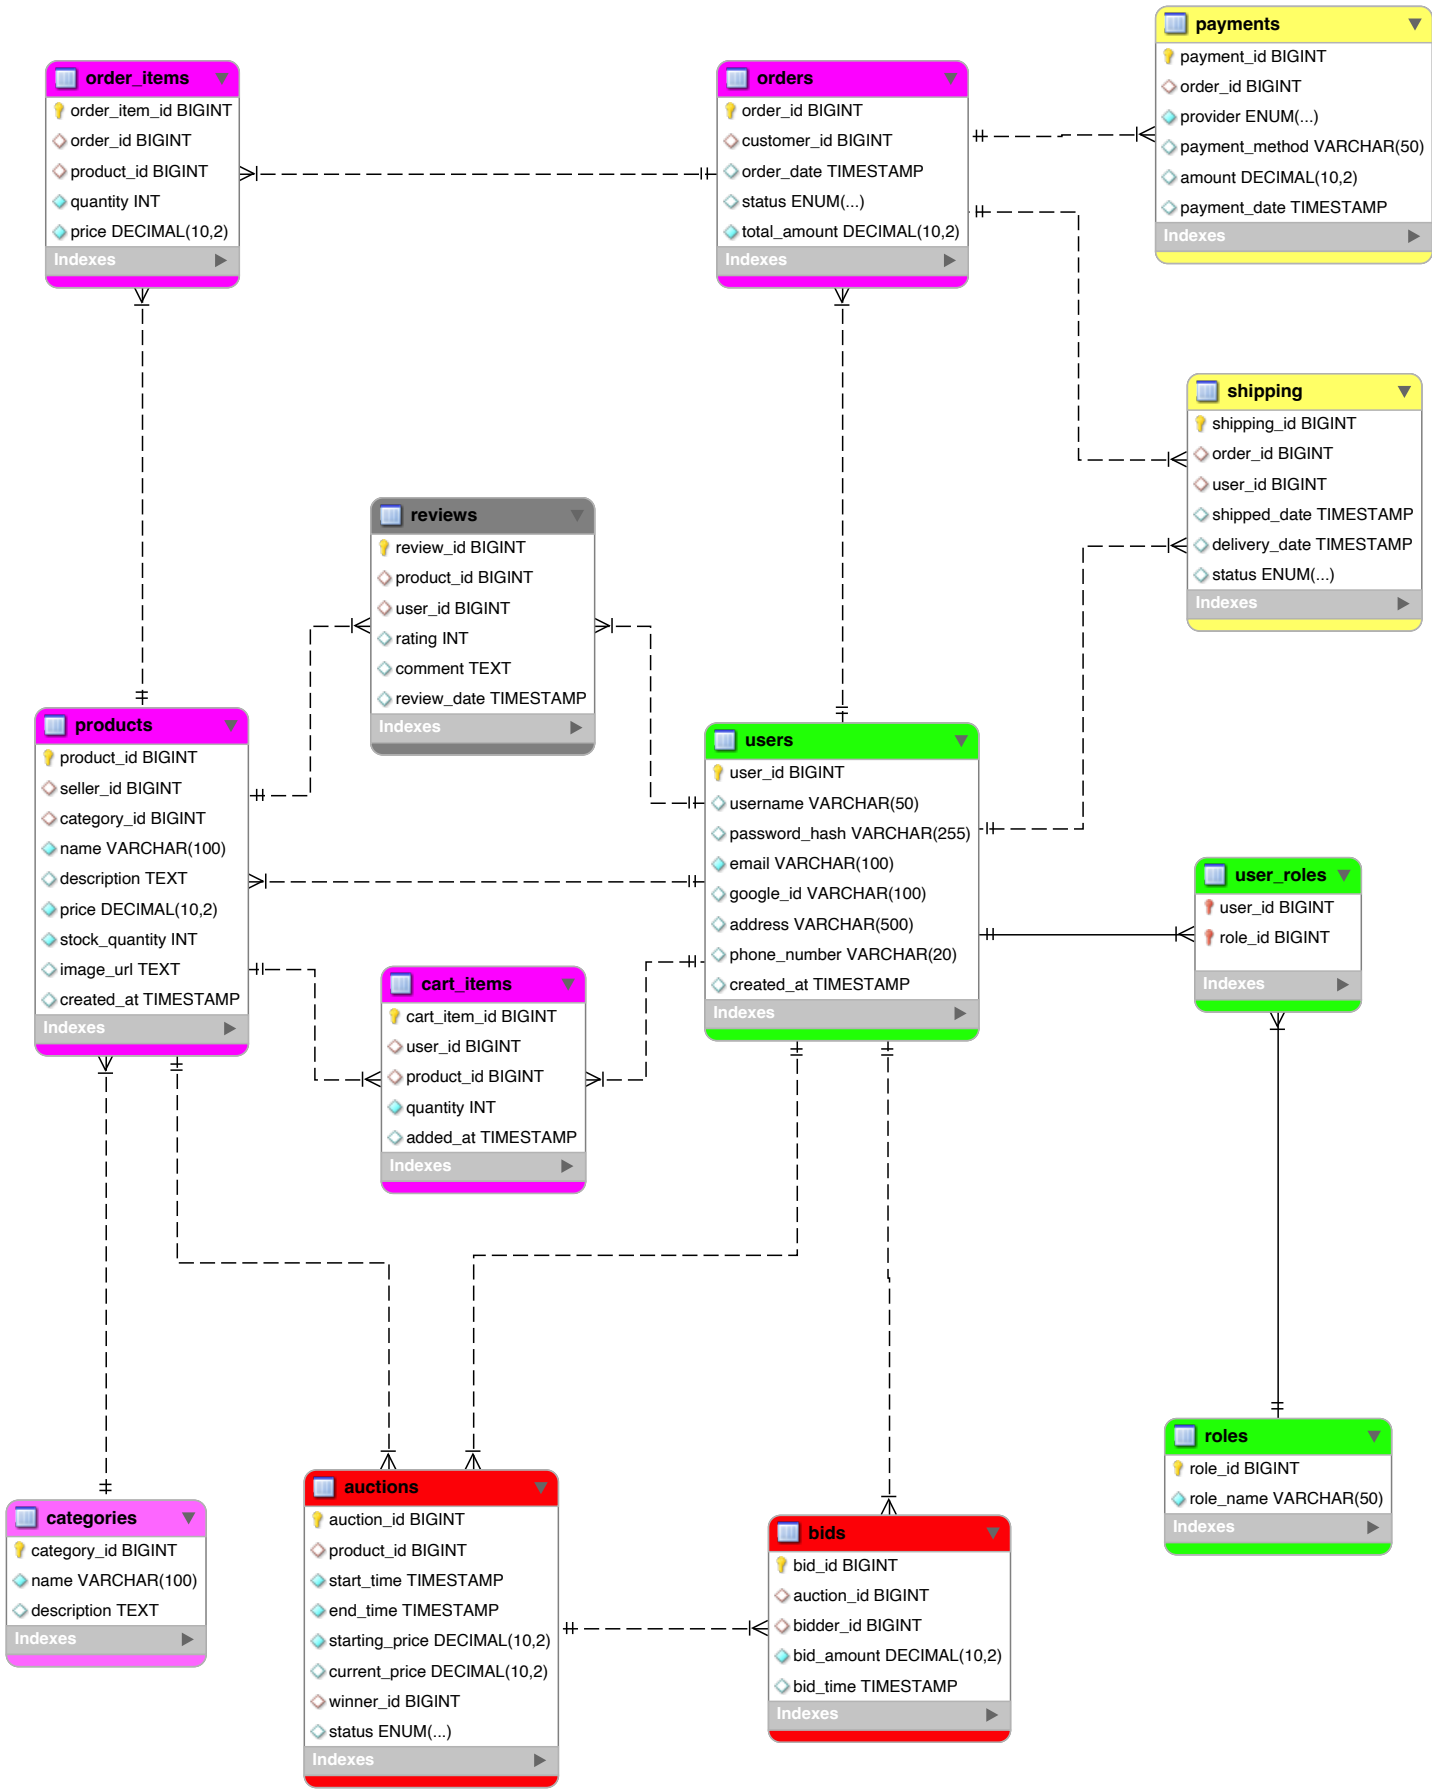 payments
payment_id BIGINT
order_id BIGINT
provider ENUM(...)
payment_method VARCHAR(50)
amount DECIMAL(10,2)
payment_date TIMESTAMP
Indexes
order_items
order_item_id BIGINT
order_id BIGINT
product_id BIGINT
quantity INT
price DECIMAL(10,2)
Indexes
orders
order_id BIGINT
customer_id BIGINT
order_date TIMESTAMP
status ENUM(...)
total_amount DECIMAL(10,2)
Indexes
shipping
shipping_id BIGINT
order_id BIGINT
user_id BIGINT
shipped_date TIMESTAMP
delivery_date TIMESTAMP
status ENUM(...)
Indexes
reviews
review_id BIGINT
product_id BIGINT
user_id BIGINT
rating INT
comment TEXT
review_date TIMESTAMP
Indexes
products
product_id BIGINT
seller_id BIGINT
category_id BIGINT
name VARCHAR(100)
description TEXT
price DECIMAL(10,2)
stock_quantity INT
image_url TEXT
created_at TIMESTAMP
Indexes
users
user_id BIGINT
username VARCHAR(50)
password_hash VARCHAR(255)
email VARCHAR(100)
google_id VARCHAR(100)
address VARCHAR(500)
phone_number VARCHAR(20)
created_at TIMESTAMP
Indexes
user_roles
user_id BIGINT
role_id BIGINT
Indexes
cart_items
cart_item_id BIGINT
user_id BIGINT
product_id BIGINT
quantity INT
added_at TIMESTAMP
Indexes
roles
role_id BIGINT
role_name VARCHAR(50)
Indexes
categories
category_id BIGINT
name VARCHAR(100)
description TEXT
Indexes
auctions
auction_id BIGINT
product_id BIGINT
start_time TIMESTAMP
end_time TIMESTAMP
starting_price DECIMAL(10,2)
current_price DECIMAL(10,2)
winner_id BIGINT
status ENUM(...)
Indexes
bids
bid_id BIGINT
auction_id BIGINT
bidder_id BIGINT
bid_amount DECIMAL(10,2)
bid_time TIMESTAMP
Indexes